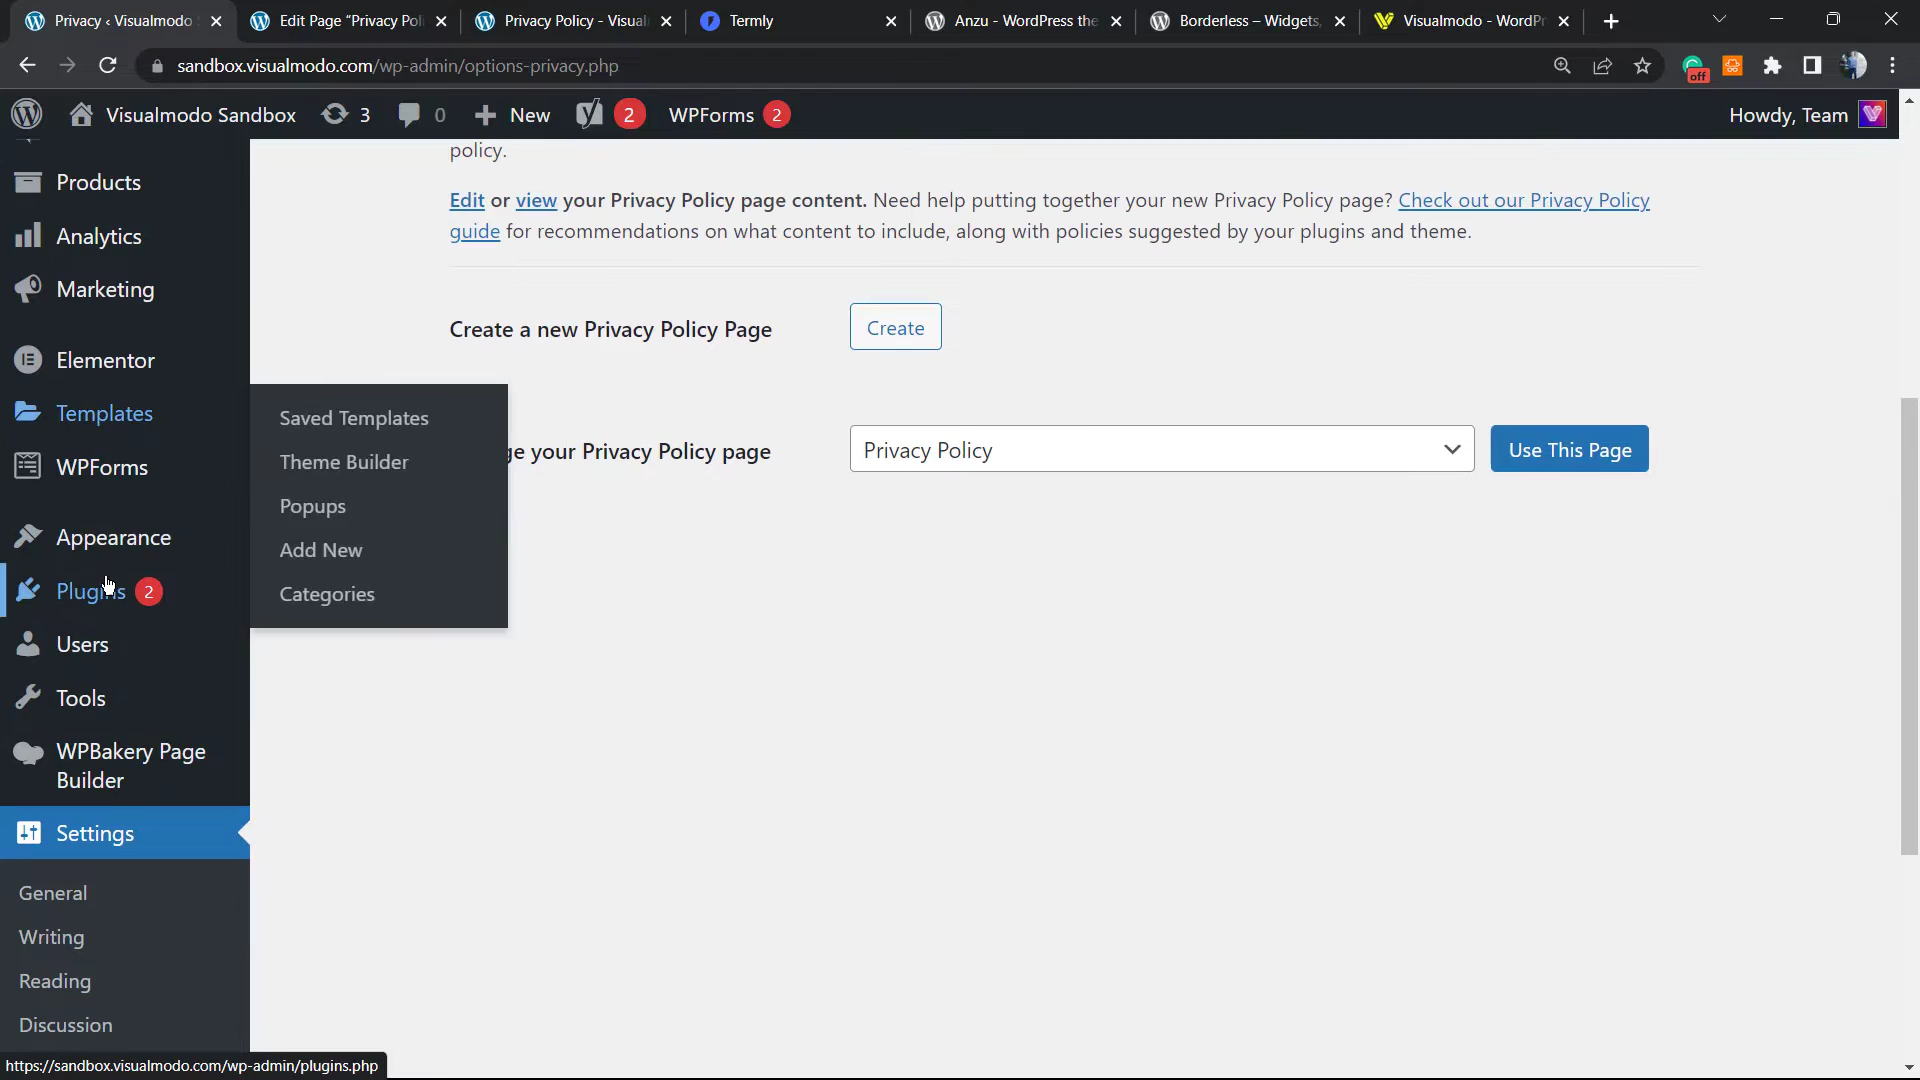 Privacy ‹ Visualmodo
Edit Page “Privacy Pol
Privacy Policy - Visual
Termly
Anzu - WordPress the
Borderless – Widgets,
Visualmodo - WordPr
sandbox.visualmodo.com/wp-admin/options-privacy.php
off
Visualmodo Sandbox
3
0
New
2
WPForms 2
Howdy, Team
Products
Analytics
Marketing
Elementor
Templates
WPForms
Appearance
Plugins 2
Users
Tools
WPBakery Page
Builder
Settings
General
Writing
Reading
Discussion
Saved Templates
Theme Builder
Popups
Add New
Categories
policy.
Edit or view your Privacy Policy page content. Need help putting together your new Privacy Policy page? Check out our Privacy Policy
guide for recommendations on what content to include, along with policies suggested by your plugins and theme.
Create a new Privacy Policy Page
Create
ge your Privacy Policy page
Privacy Policy
Use This Page
https://sandbox.visualmodo.com/wp-admin/plugins.php